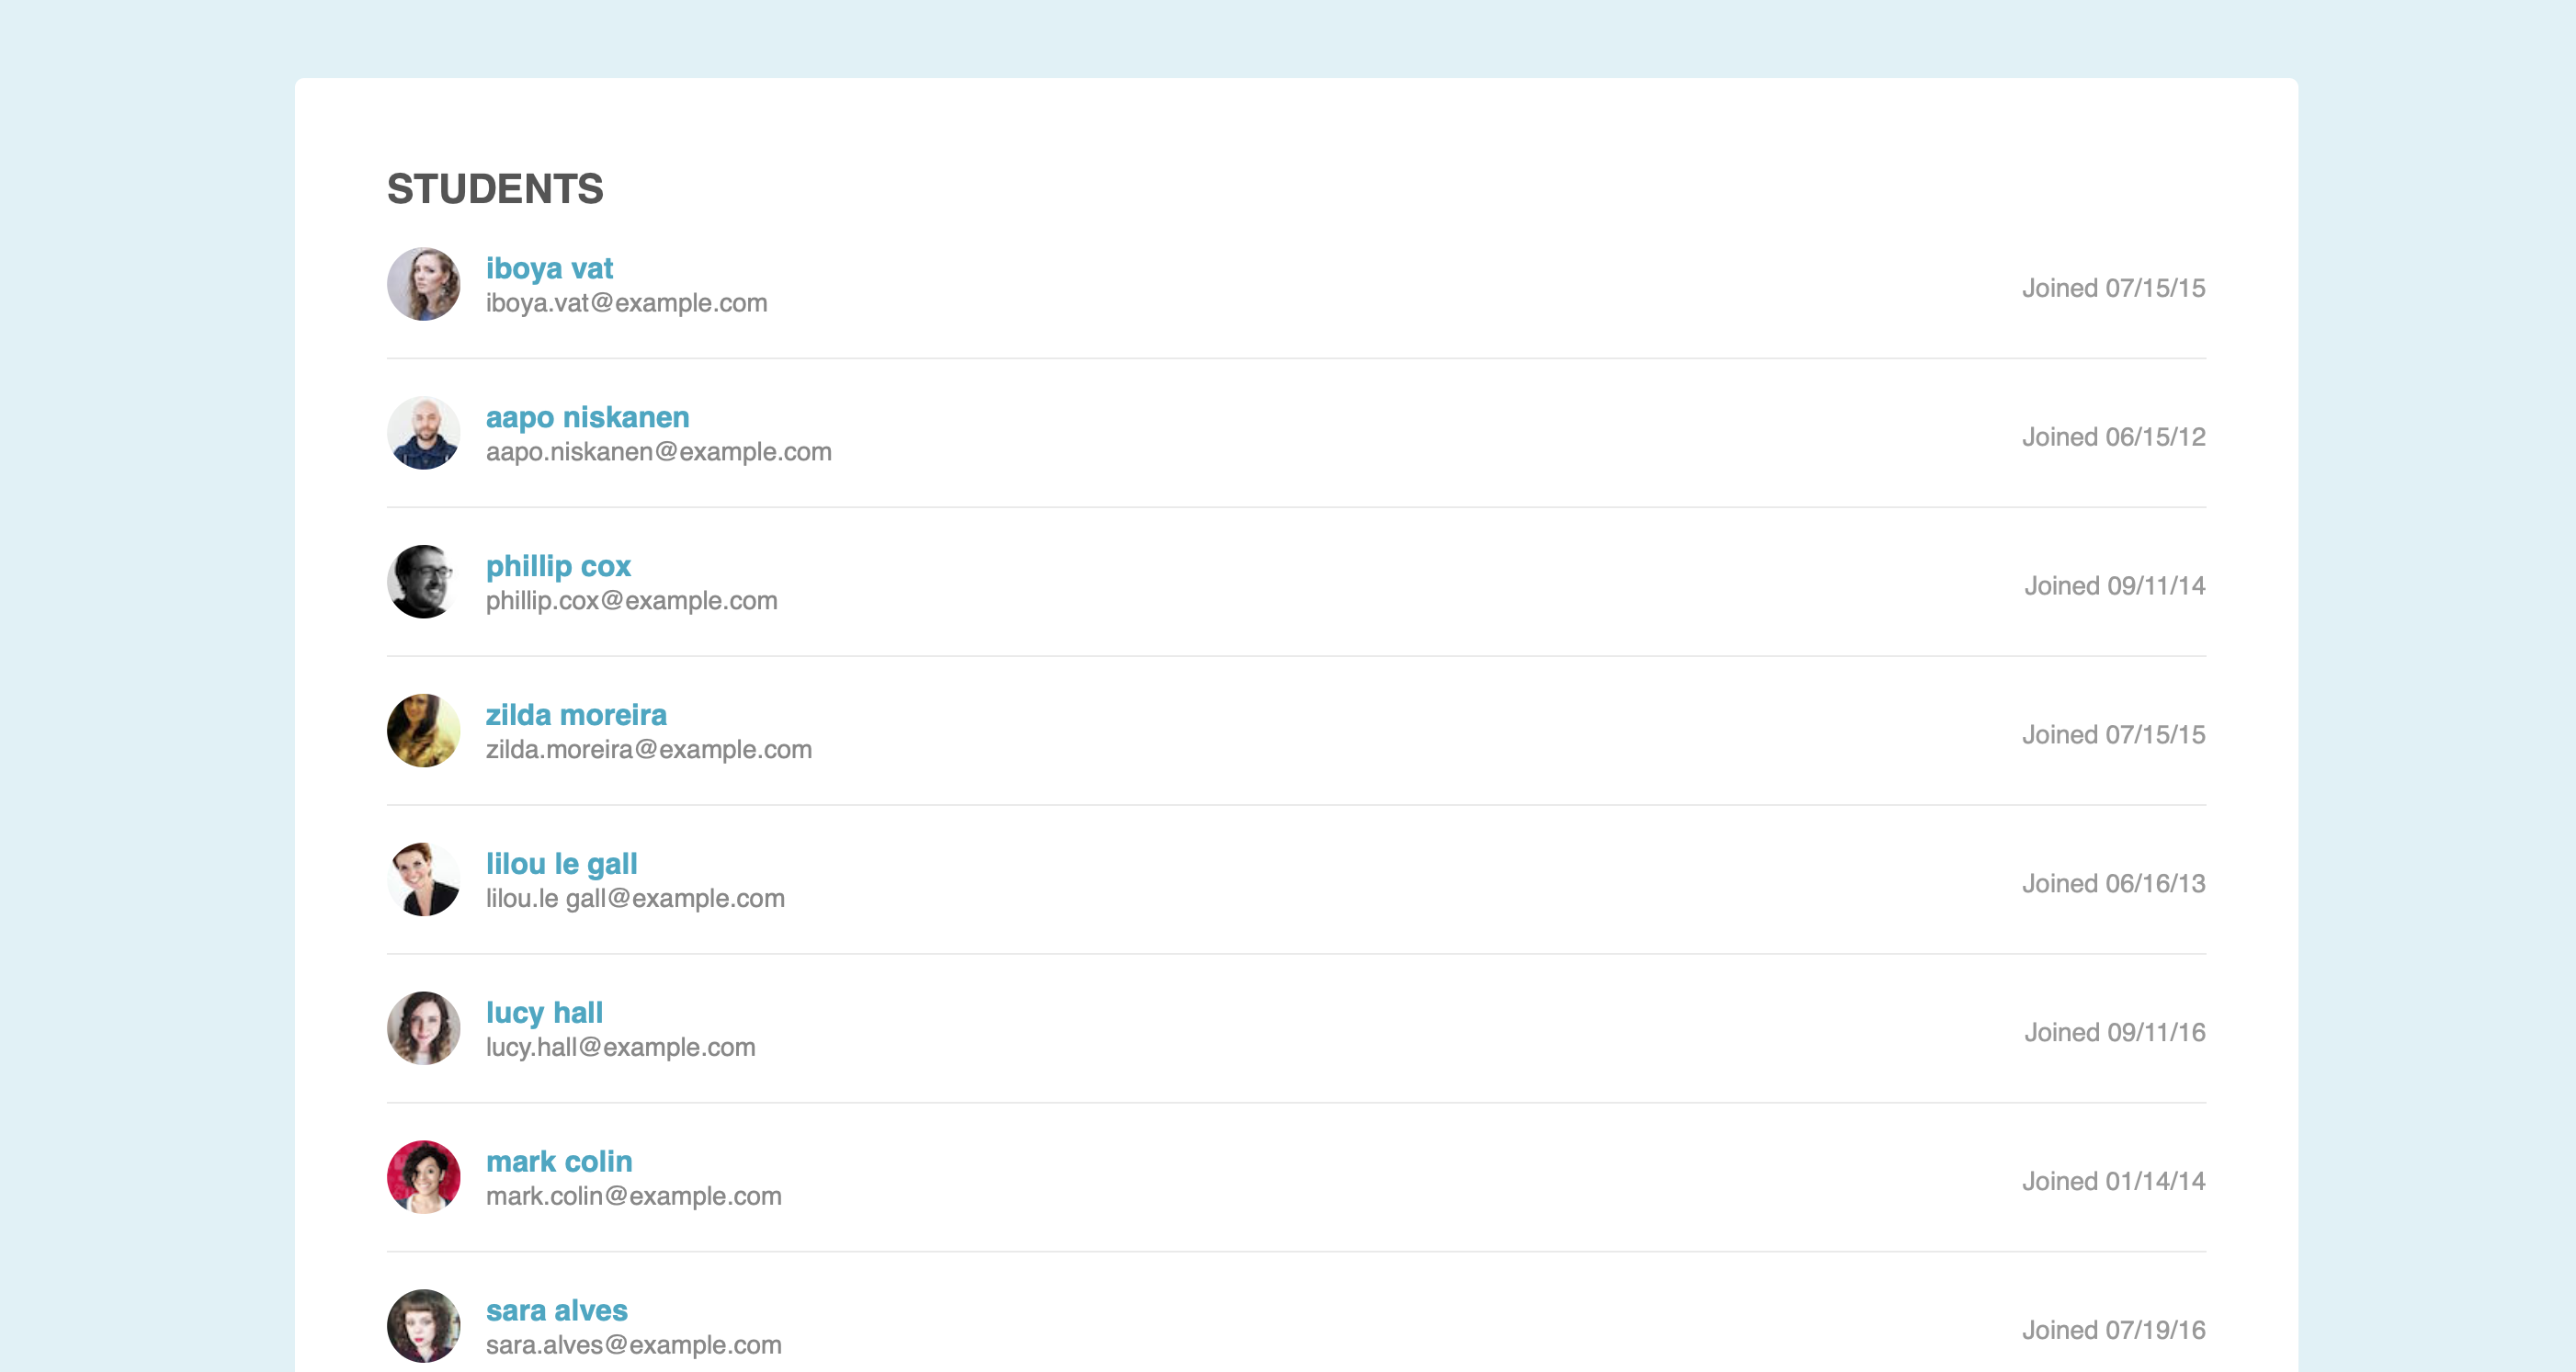 STUDENTS
iboya vat
iboya.vat@example.com
Joined 07/15/15
aapo niskanen
aapo.niskanen@example.com
Joined 06/15/12
phillip cox
phillip.cox@example.com
Joined 09/11/14
zilda moreira
zilda.moreira@example.com
Joined 07/15/15
lilou le gall
lilou.le gall@example.com
Joined 06/16/13
lucy hall
lucy.hall@example.com
Joined 09/11/16
mark colin
mark.colin@example.com
Joined 01/14/14
sara alves
sara.alves@example.com
Joined 07/19/16